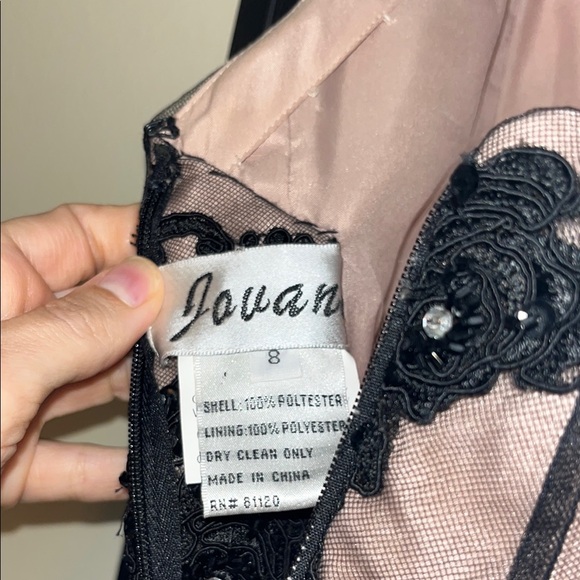 Jovan
8
SHELL: 100% POLTESTER
LINING: 100% POLYESTER
DRY CLEAN ONLY
MADE IN CHINA
RN# 61120